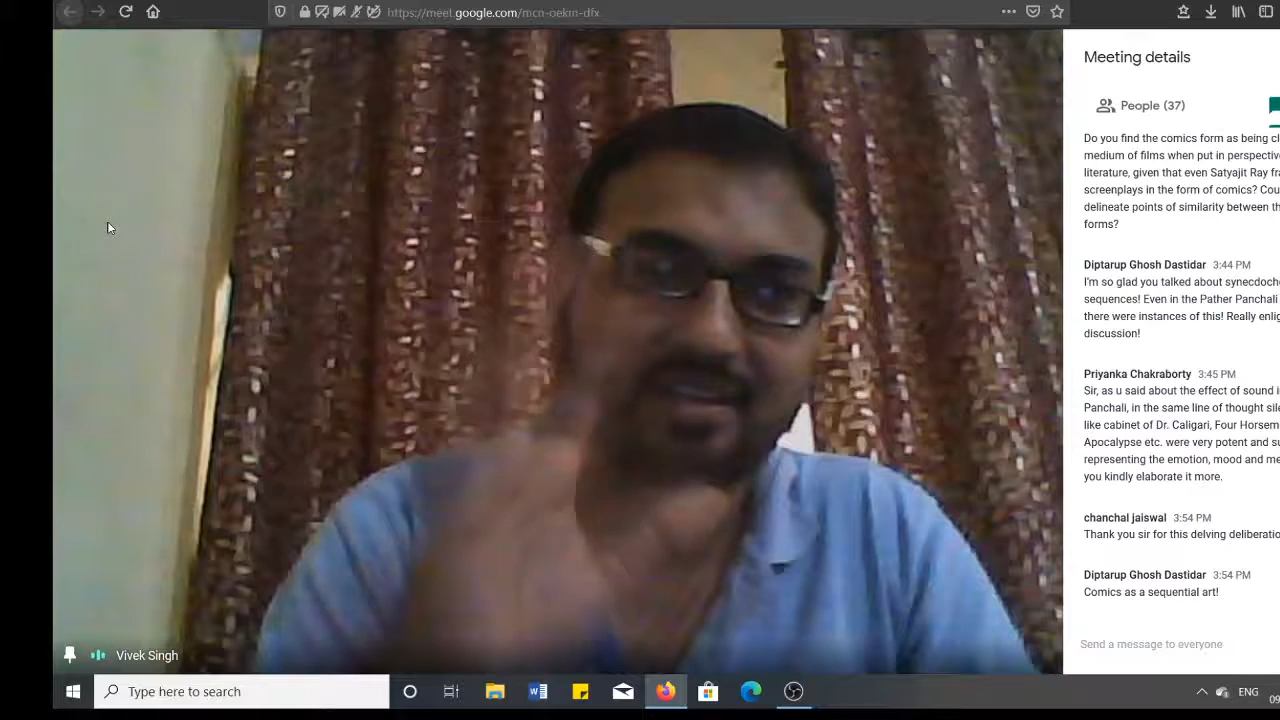 https://meet.google.com/mcn-oekm-dfx
Meeting details
People (37)
Do you find the comics form as being cl
medium of films when put in perspectiv
literature, given that even Satyajit Ray fra
screenplays in the form of comics? Cou
delineate points of similarity between th
forms?
Diptarup Ghosh Dastidar 3:44 PM
I'm so glad you talked about synecdoch
sequences! Even in the Pather Panchali
there were instances of this! Really enlig
discussion!
Priyanka Chakraborty 3:45 PM
Sir, as u said about the effect of sound i
Panchali, in the same line of thought sil
like cabinet of Dr. Caligari, Four Horsem
Apocalypse etc. were very potent and su
representing the emotion, mood and me
you kindly elaborate it more.
chanchal jaiswal 3:54 PM
Thank you sir for this delving deliberatio
Diptarup Ghosh Dastidar 3:54 PM
Comics as a sequential art!
Send a message to everyone
Vivek Singh
Type here to search
ENG
09